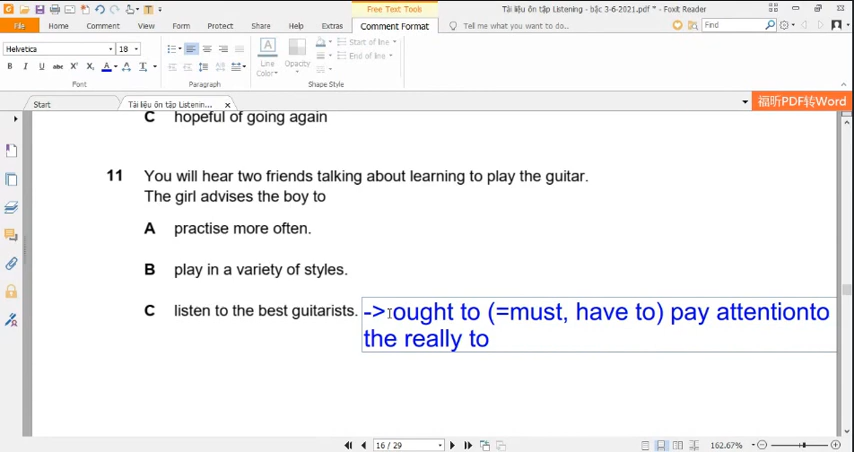 Free Text Tools
Tài liệu ôn tập Listening - bậc 3-6-2021.pdf * - Foxit Reader
File Home Comment View Form Protect Share Help Extras Comment Format Tell me what you want to do... Find
Helvetica 18
Line Color Opacity
Start of line
End of line
Font Paragraph Shape Style
Start Tài liệu ôn tập Listenin... 福昕PDF转Word
C hopeful of going again
11 You will hear two friends talking about learning to play the guitar.
The girl advises the boy to
A practise more often.
B play in a variety of styles.
C listen to the best guitarists. -> ought to (=must, have to) pay attentionto
the really to
16 / 29 162.67%